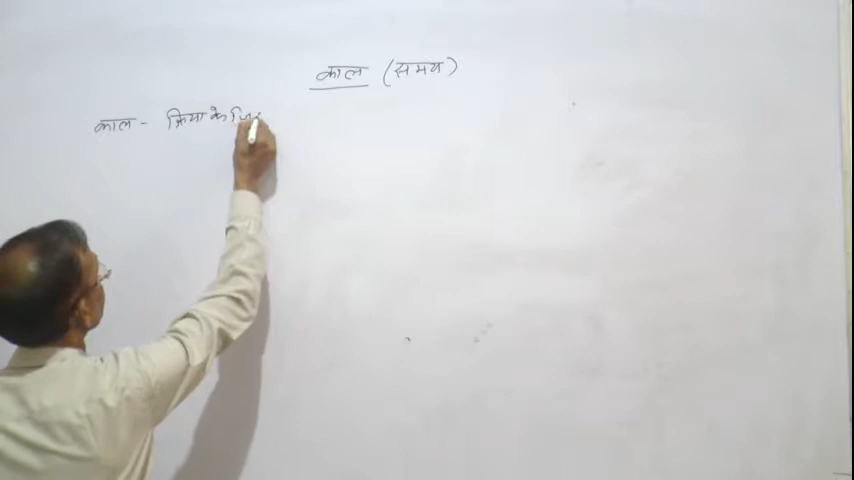 काल (समय)
काल - क्रिया के